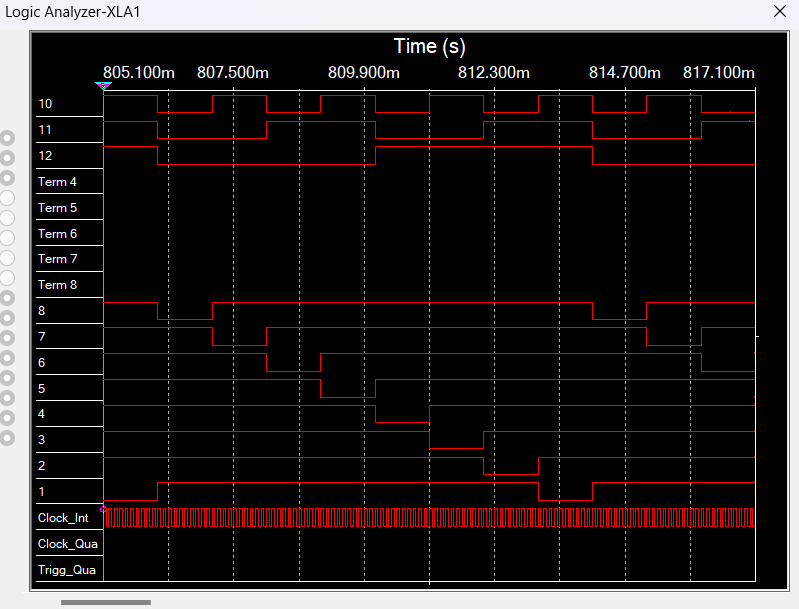 Logic Analyzer-XLA1
Time (s)
805.100m 807.500m 809.900m 812.300m 814.700m 817.100m
10
11
12
Term 4
Term 5
Term 6
Term 7
Term 8
8
7
6
5
4
3
2
1
Clock_Int
Clock_Qua
Trigg_Qua